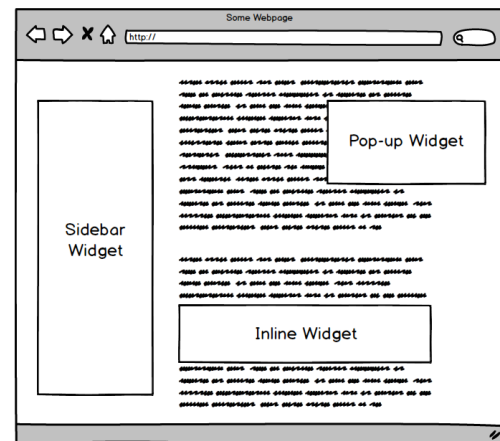 Some Webpage
http://
Pop-up Widget
Sidebar
Widget
Inline Widget